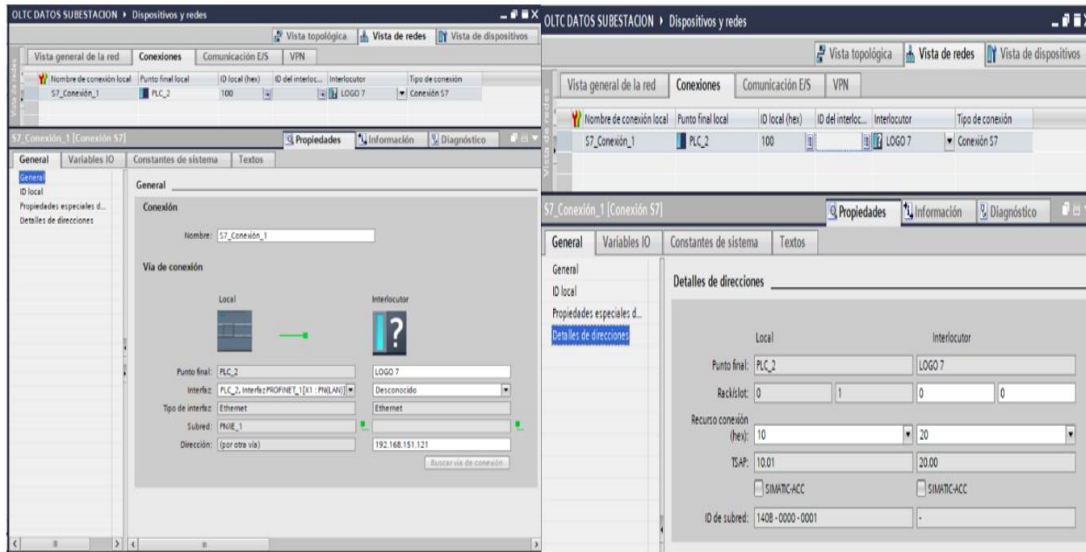 OLTC DATOS SUBESTACION ▸ Dispositivos y redes
Vista topológica Vista de redes Vista de dispositivos
Vista general de la red Conexiones Comunicación E/S VPN
Nombre de conexión local Punto final local ID local (hex) ID del interloc... Interlocutor Tipo de conexión
S7_Conexión_1 PLC_2 100 LOGO 7 Conexión S7
S7_Conexión_1 [Conexión S7]
Propiedades Información Diagnóstico
General Variables IO Constantes de sistema Textos
General
ID local
Propiedades especiales d...
Detalles de direcciones
General
Conexión
Nombre: S7_Conexión_1
Vía de conexión
Local Interlocutor
?
Punto final: PLC_2 LOGO 7
Interfaz: PLC_2, Interfaz PROFINET_1[X1 : PN(LAN)] Desconocido
Tipo de interfaz: Ethernet Ethernet
Subred: PN/IE_1
Dirección: (por otra vía) 192.168.151.121
Buscar vía de conexión
OLTC DATOS SUBESTACION ▸ Dispositivos y redes
Vista topológica Vista de redes Vista de dispositivos
Vista general de la red Conexiones Comunicación E/S VPN
Nombre de conexión local Punto final local ID local (hex) ID del interloc... Interlocutor Tipo de conexión
S7_Conexión_1 PLC_2 100 LOGO 7 Conexión S7
S7_Conexión_1 [Conexión S7]
Propiedades Información Diagnóstico
General Variables IO Constantes de sistema Textos
General
ID local
Propiedades especiales d...
Detalles de direcciones
Detalles de direcciones
Local Interlocutor
Punto final: PLC_2 LOGO 7
Rack/slot: 0 1 0 0
Recurso conexión
(hex): 10 20
TSAP: 10.01 20.00
SIMATIC-ACC SIMATIC-ACC
ID de subred: 140B - 0000 - 0001 -